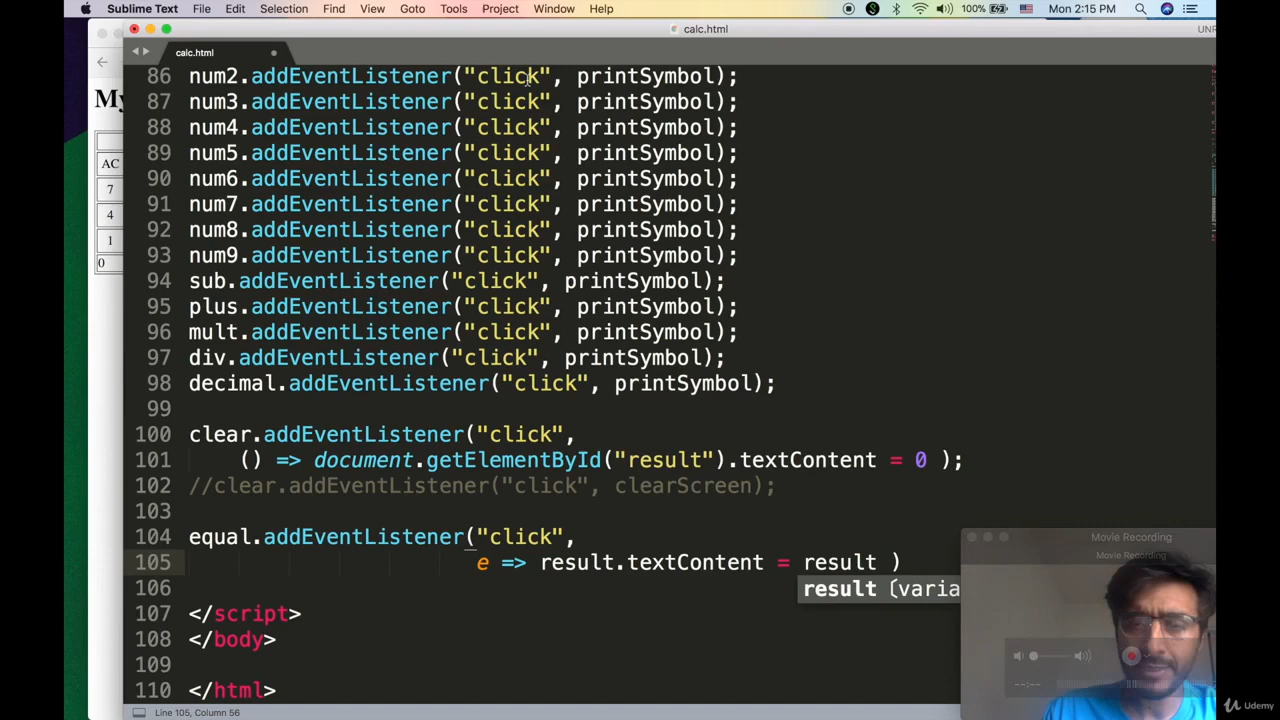 Sublime Text File Edit Selection Find View Goto Tools Project Window Help 100% Mon 2:15 PM
calc.html UNR
calc.html
My
AC
7
4
1
0
86 num2.addEventListener("click", printSymbol);
87 num3.addEventListener("click", printSymbol);
88 num4.addEventListener("click", printSymbol);
89 num5.addEventListener("click", printSymbol);
90 num6.addEventListener("click", printSymbol);
91 num7.addEventListener("click", printSymbol);
92 num8.addEventListener("click", printSymbol);
93 num9.addEventListener("click", printSymbol);
94 sub.addEventListener("click", printSymbol);
95 plus.addEventListener("click", printSymbol);
96 mult.addEventListener("click", printSymbol);
97 div.addEventListener("click", printSymbol);
98 decimal.addEventListener("click", printSymbol);
99
100 clear.addEventListener("click",
101 () => document.getElementById("result").textContent = 0 );
102 //clear.addEventListener("click", clearScreen);
103
104 equal.addEventListener("click",
105 e => result.textContent = result )
result (varia
106
107 </script>
108 </body>
109
110 </html>
Movie Recording
Movie Recording
--:--
Line 105, Column 56
Udemy